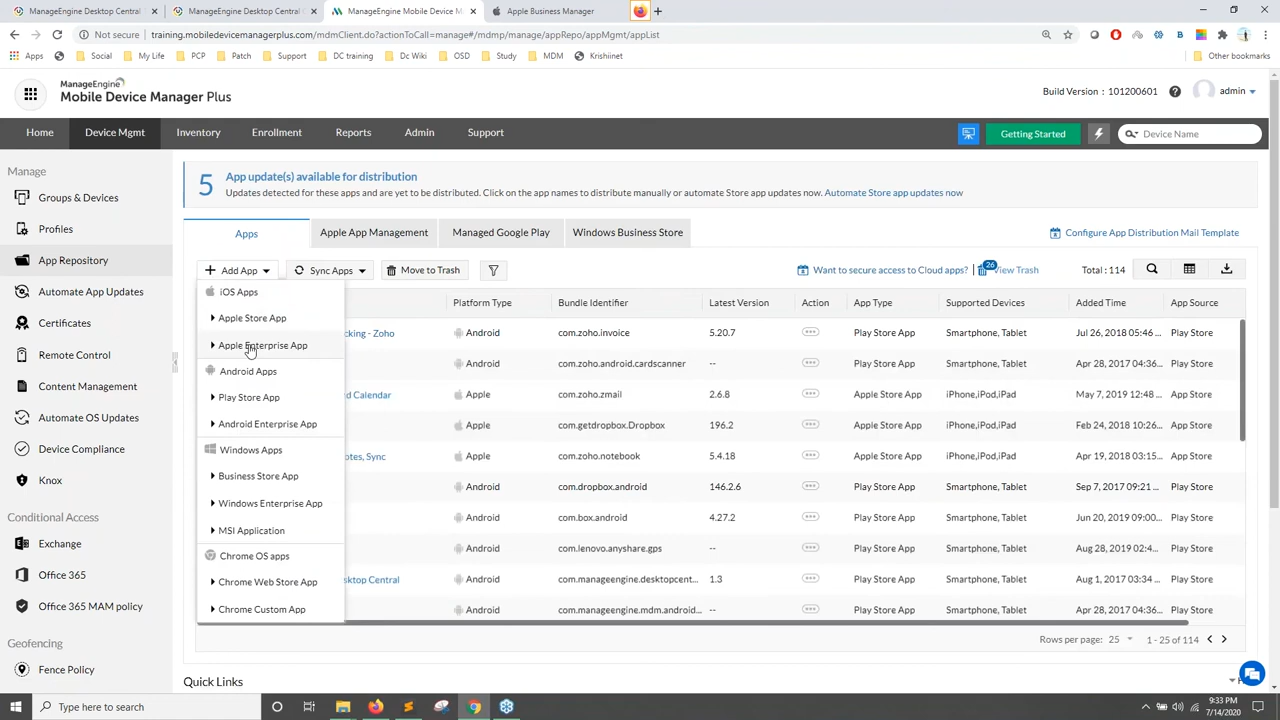 ManageEngine Desktop Central
ManageEngine Desktop Central
ManageEngine Mobile Device M
Apple Business Manager
Not secure
training.mobiledevicemanagerplus.com/mdmClient.do?actionToCall=manage#/mdmp/manage/appRepo/appMgmt/appList
Apps
Social
My Life
PCP
Patch
Support
DC training
Dc Wiki
OSD
Study
MDM
Krishiinet
Other bookmarks
ManageEngine
Mobile Device Manager Plus
Build Version : 101200601
admin
Home
Device Mgmt
Inventory
Enrollment
Reports
Admin
Support
Getting Started
Device Name
Manage
Groups & Devices
Profiles
App Repository
Automate App Updates
Certificates
Remote Control
Content Management
Automate OS Updates
Device Compliance
Knox
Conditional Access
Exchange
Office 365
Office 365 MAM policy
Geofencing
Fence Policy
5
App update(s) available for distribution
Updates detected for these apps and are yet to be distributed. Click on the app names to distribute manually or automate Store app updates now. Automate Store app updates now
Apps
Apple App Management
Managed Google Play
Windows Business Store
Configure App Distribution Mail Template
Add App
Sync Apps
Move to Trash
Want to secure access to Cloud apps?
26
View Trash
Total : 114
iOS Apps
Apple Store App
Apple Enterprise App
Android Apps
Play Store App
Android Enterprise App
Windows Apps
Business Store App
Windows Enterprise App
MSI Application
Chrome OS apps
Chrome Web Store App
Chrome Custom App
Platform Type Bundle Identifier Latest Version Action App Type Supported Devices Added Time App Source
cking - Zoho Android com.zoho.invoice 5.20.7 Play Store App Smartphone, Tablet Jul 26, 2018 05:46 ... Play Store
Android com.zoho.android.cardscanner -- Play Store App Smartphone, Tablet Apr 28, 2017 04:36... Play Store
rd Calendar Apple com.zoho.zmail 2.6.8 Apple Store App iPhone,iPod,iPad May 7, 2019 12:48 ... App Store
Apple com.getdropbox.Dropbox 196.2 Apple Store App iPhone,iPod,iPad Feb 24, 2018 10:26... App Store
otes, Sync Apple com.zoho.notebook 5.4.18 Apple Store App iPhone,iPod,iPad Apr 19, 2018 03:15... App Store
Android com.dropbox.android 146.2.6 Play Store App Smartphone, Tablet Sep 7, 2017 09:21 ... Play Store
Android com.box.android 4.27.2 Play Store App Smartphone, Tablet Jun 20, 2019 09:00... Play Store
Android com.lenovo.anyshare.gps -- Play Store App Smartphone, Tablet Aug 28, 2019 02:4... Play Store
sktop Central Android com.manageengine.desktopcent... 1.3 Play Store App Smartphone, Tablet Aug 1, 2017 03:34 ... Play Store
Android com.manageengine.mdm.android... -- Play Store App Smartphone, Tablet Apr 28, 2017 04:36... Play Store
Rows per page: 25
1 - 25 of 114
Quick Links
Type here to search
9:33 PM
7/14/2020